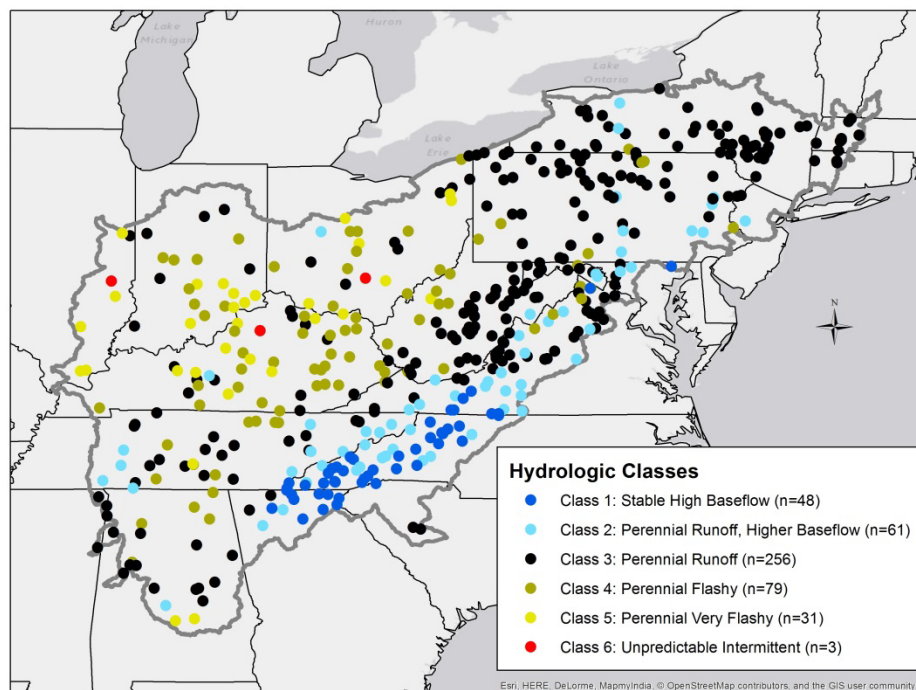 Lake
Michigan
Lake
Huron
Lake
Ontario
Lake
Erie
N
Hydrologic Classes
Class 1: Stable High Baseflow (n=48)
Class 2: Perennial Runoff, Higher Baseflow (n=61)
Class 3: Perennial Runoff (n=256)
Class 4: Perennial Flashy (n=79)
Class 5: Perennial Very Flashy (n=31)
Class 6: Unpredictable Intermittent (n=3)
Esri, HERE, DeLorme, MapmyIndia, © OpenStreetMap contributors, and the GIS user community